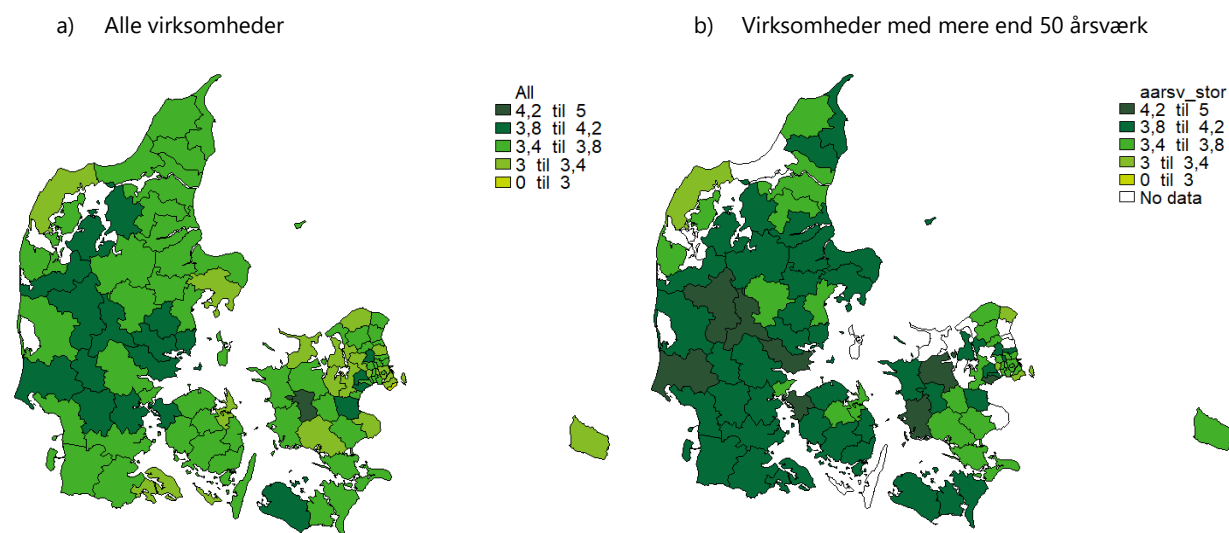 a) Alle virksomheder
b) Virksomheder med mere end 50 årsværk
All
4,2 til 5
3,8 til 4,2
3,4 til 3,8
3 til 3,4
0 til 3
aarsv_stor
4,2 til 5
3,8 til 4,2
3,4 til 3,8
3 til 3,4
0 til 3
No data